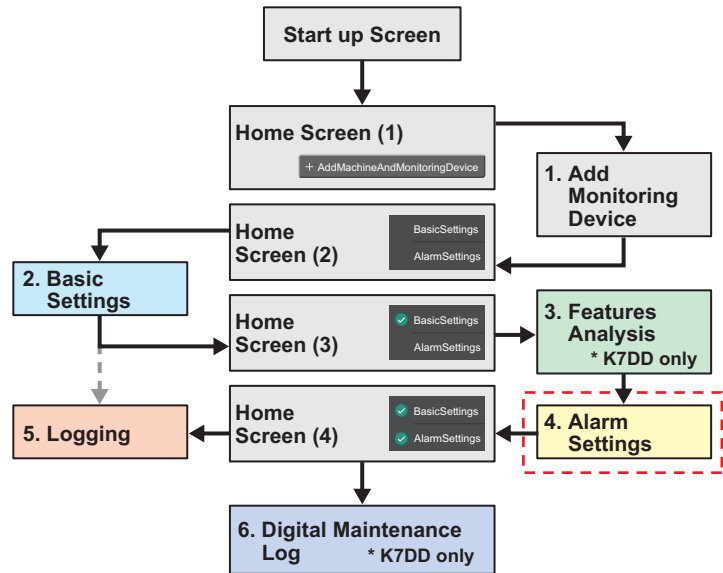 Start up Screen
Home Screen (1)
+ AddMachineAndMonitoringDevice
1. Add
Monitoring
Device
Home
Screen (2)
BasicSettings
AlarmSettings
2. Basic
Settings
Home
Screen (3)
BasicSettings
AlarmSettings
3. Features
Analysis
* K7DD only
4. Alarm
Settings
Home
Screen (4)
BasicSettings
AlarmSettings
5. Logging
6. Digital Maintenance
Log * K7DD only